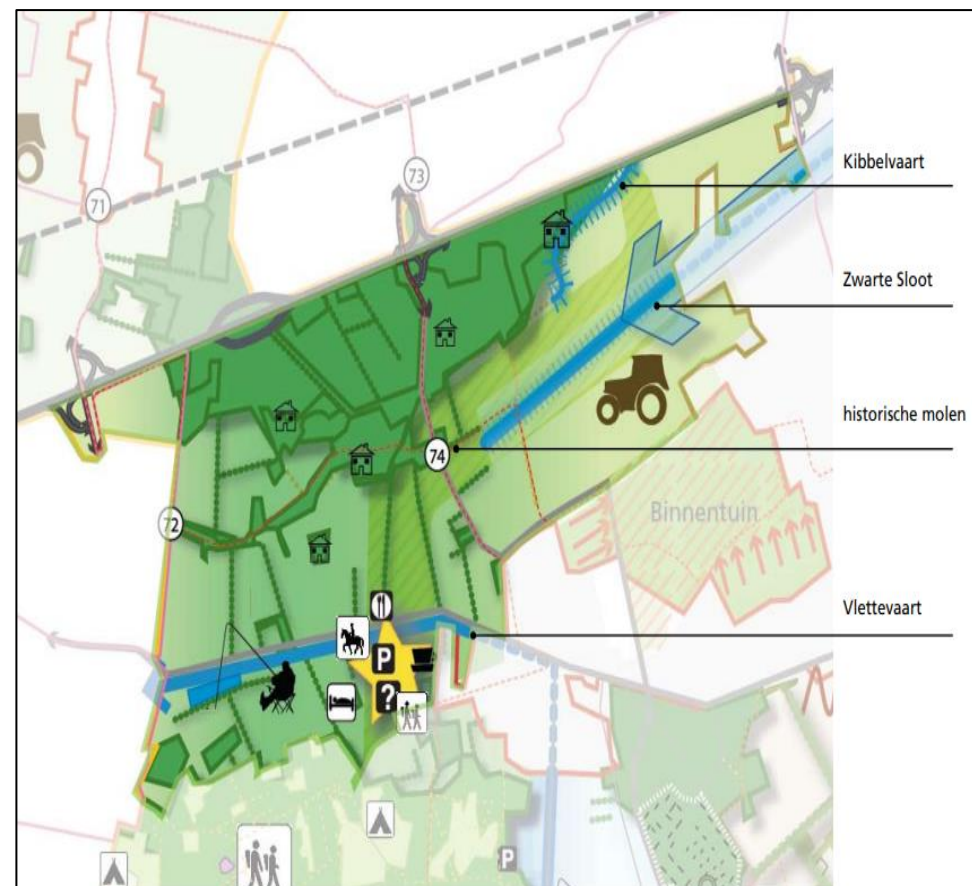 73
71
Kibbelvaart
Zwarte Sloot
historische molen
74
72
Binnentuin
P
?
Vlettevaart
P